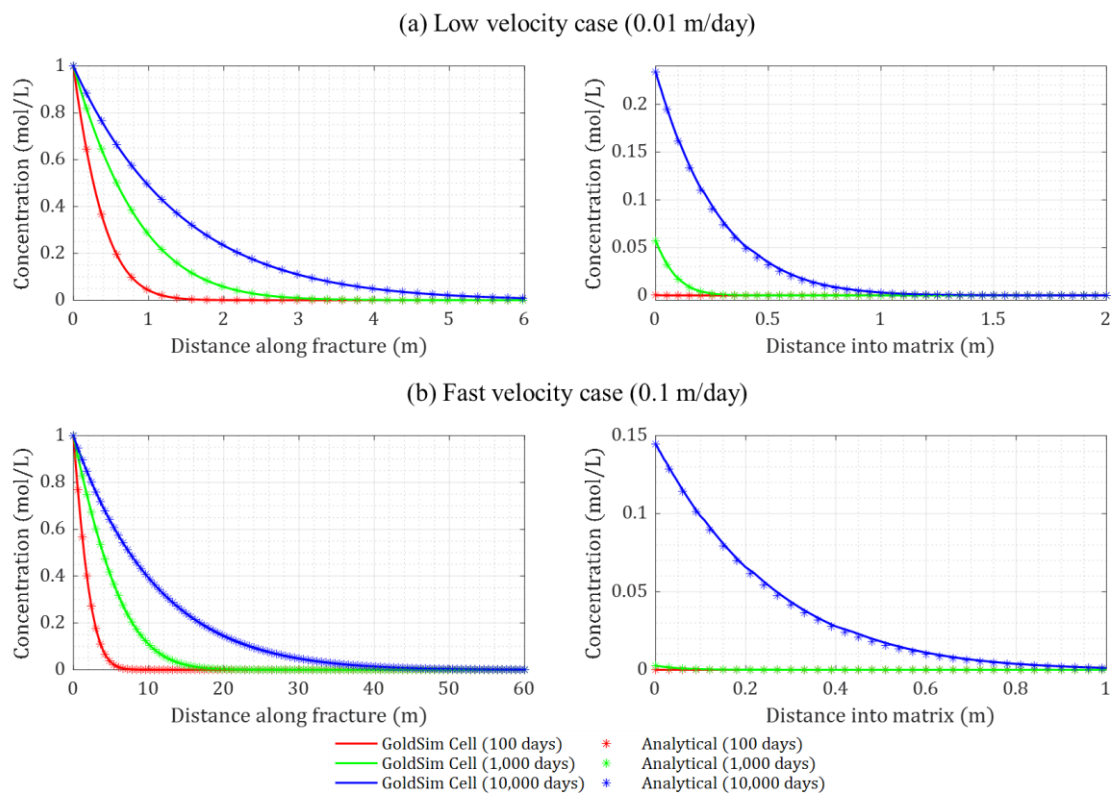 (a) Low velocity case (0.01 m/day)
Concentration (mol/L)
1
0.8
0.6
0.4
0.2
0
0 1 2 3 4 5 6
Distance along fracture (m)
Concentration (mol/L)
0.2
0.15
0.1
0.05
0
0 0.5 1 1.5 2
Distance into matrix (m)
(b) Fast velocity case (0.1 m/day)
Concentration (mol/L)
1
0.8
0.6
0.4
0.2
0
0 10 20 30 40 50 60
Distance along fracture (m)
Concentration (mol/L)
0.15
0.1
0.05
0
0 0.2 0.4 0.6 0.8 1
Distance into matrix (m)
GoldSim Cell (100 days) Analytical (100 days)
GoldSim Cell (1,000 days) Analytical (1,000 days)
GoldSim Cell (10,000 days) Analytical (10,000 days)